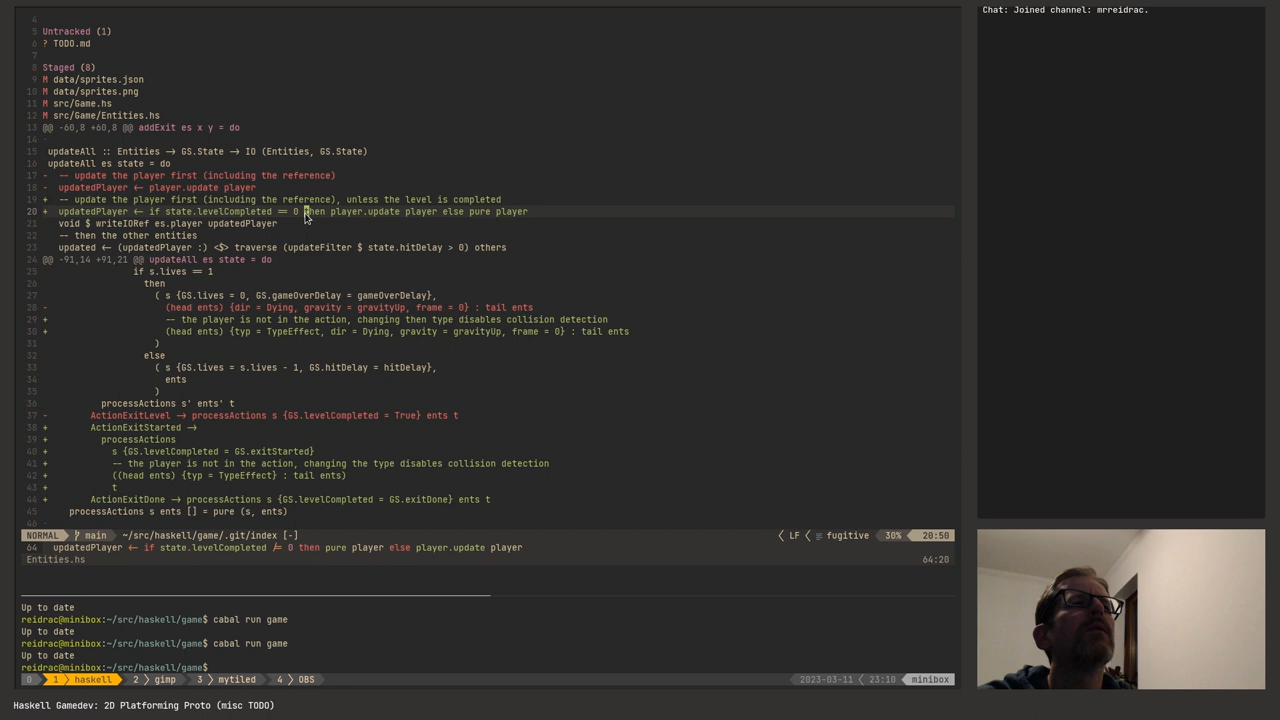 Chat: Joined channel: mrreidrac.
4
5 Untracked (1)
6 ? TODO.md
7
8 Staged (8)
9 M data/sprites.json
10 M data/sprites.png
11 M src/Game.hs
12 M src/Game/Entities.hs
13 @@ -60,8 +60,8 @@ addExit es x y = do
14
15 updateAll :: Entities → GS.State → IO (Entities, GS.State)
16 updateAll es state = do
17 - -- update the player first (including the reference)
18 - updatedPlayer ← player.update player
19 + -- update the player first (including the reference), unless the level is completed
20 + updatedPlayer ← if state.levelCompleted == 0 then player.update player else pure player
21 void $ writeIORef es.player updatedPlayer
22 -- then the other entities
23 updated ← (updatedPlayer :) <$> traverse (updateFilter $ state.hitDelay > 0) others
24 @@ -91,14 +91,21 @@ updateAll es state = do
25 if s.lives == 1
26 then
27 ( s {GS.lives = 0, GS.gameOverDelay = gameOverDelay},
28 - (head ents) {dir = Dying, gravity = gravityUp, frame = 0} : tail ents
29 + -- the player is not in the action, changing then type disables collision detection
30 + (head ents) {typ = TypeEffect, dir = Dying, gravity = gravityUp, frame = 0} : tail ents
31 )
32 else
33 ( s {GS.lives = s.lives - 1, GS.hitDelay = hitDelay},
34 ents
35 )
36 processActions s' ents' t
37 - ActionExitLevel → processActions s {GS.levelCompleted = True} ents t
38 + ActionExitStarted →
39 + processActions
40 + s {GS.levelCompleted = GS.exitStarted}
41 + -- the player is not in the action, changing the type disables collision detection
42 + ((head ents) {typ = TypeEffect} : tail ents)
43 + t
44 + ActionExitDone → processActions s {GS.levelCompleted = GS.exitDone} ents t
45 processActions s ents [] = pure (s, ents)
46
NORMAL main ~/src/haskell/game/.git/index [-] LF fugitive 30% 20:50
64 updatedPlayer ← if state.levelCompleted ≠ 0 then pure player else player.update player
Entities.hs 64:20
Up to date
reidrac@minibox:~/src/haskell/game$ cabal run game
Up to date
reidrac@minibox:~/src/haskell/game$ cabal run game
Up to date
reidrac@minibox:~/src/haskell/game$
0 1 haskell 2 gimp 3 mytiled 4 OBS 2023-03-11 23:10 minibox
Haskell Gamedev: 2D Platforming Proto (misc TODO)